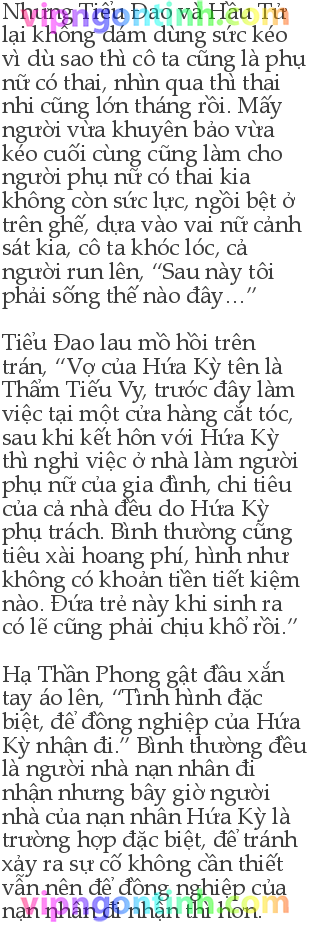 Nhưng Tiểu Đao và Hầu Tử
lại không dám dùng sức kéo
vì dù sao thì cô ta cũng là phụ
nữ có thai, nhìn qua thì thai
nhi cũng lớn tháng rồi. Mấy
người vừa khuyên bảo vừa
kéo cuối cùng cũng làm cho
người phụ nữ có thai kia
không còn sức lực, ngồi bệt ở
trên ghế, dựa vào vai nữ cảnh
sát kia, cô ta khóc lóc, cả
người run lên, “Sau này tôi
phải sống thế nào đây…”
Tiểu Đao lau mồ hồi trên
trán, “Vợ của Hứa Kỳ tên là
Thẩm Tiếu Vy, trước đây làm
việc tại một cửa hàng cắt tóc,
sau khi kết hôn với Hứa Kỳ
thì nghỉ việc ở nhà làm người
phụ nữ của gia đình, chi tiêu
của cả nhà đều do Hứa Kỳ
phụ trách. Bình thường cũng
tiêu xài hoang phí, hình như
không có khoản tiền tiết kiệm
nào. Đứa trẻ này khi sinh ra
có lẽ cũng phải chịu khổ rồi.”
Hạ Thần Phong gật đầu xắn
tay áo lên, “Tình hình đặc
biệt, để đồng nghiệp của Hứa
Kỳ nhận đi.” Bình thường đều
là người nhà nạn nhân đi
nhận nhưng bây giờ người
nhà của nạn nhân Hứa Kỳ là
trường hợp đặc biệt, để tránh
xảy ra sự cố không cần thiết
vẫn nên để đồng nghiệp của
nạn nhân đi nhận thì hơn.
vipngontinh.com
vipngontinh.com